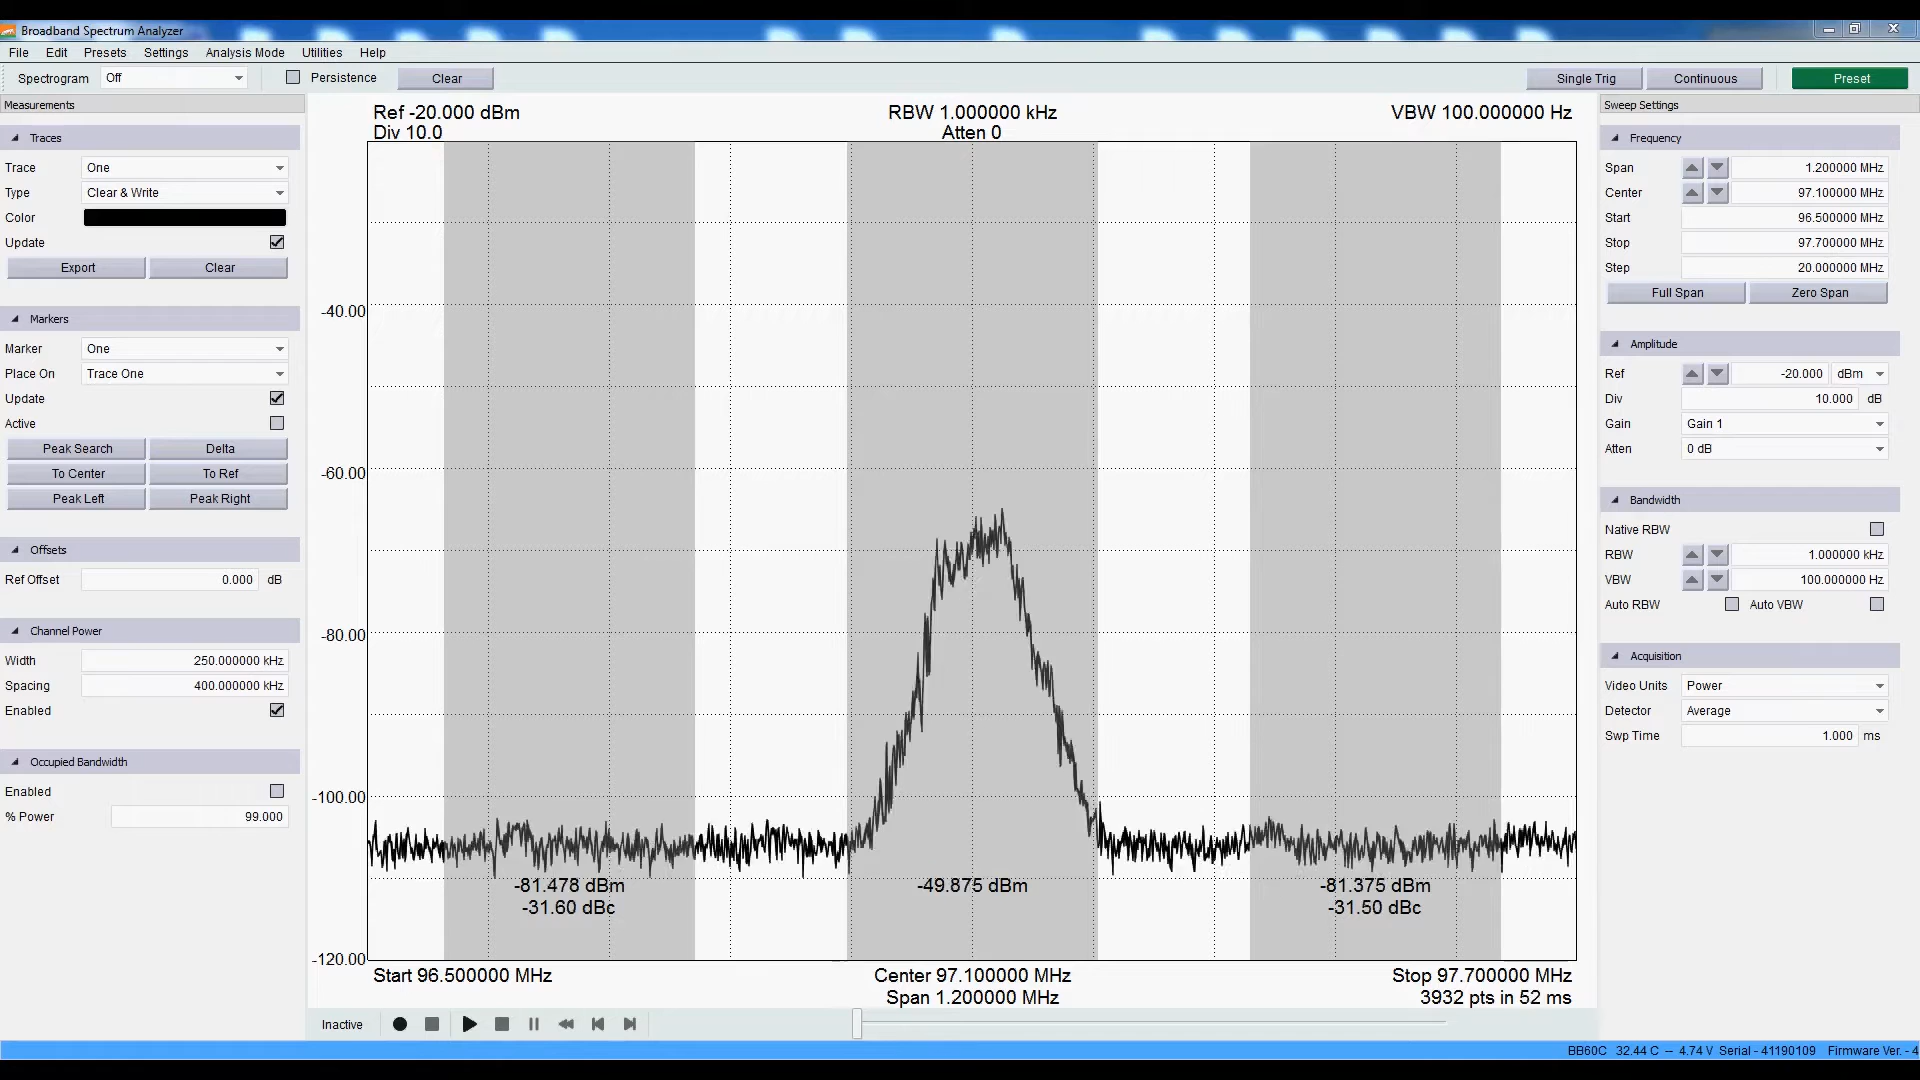 Broadband Spectrum Analyzer
File Edit Presets Settings Analysis Mode Utilities Help
Spectrogram Off Persistence Clear Single Trig Continuous Preset
Measurements
Traces
Trace One
Type Clear & Write
Color
Update
Export Clear
Markers
Marker One
Place On Trace One
Update
Active
Peak Search Delta
To Center To Ref
Peak Left Peak Right
Offsets
Ref Offset 0.000 dB
Channel Power
Width 250.000000 kHz
Spacing 400.000000 kHz
Enabled
Occupied Bandwidth
Enabled
% Power 99.000
Ref -20.000 dBm RBW 1.000000 kHz VBW 100.000000 Hz
Div 10.0 Atten 0
-40.00
-60.00
-80.00
-100.00
-120.00
-81.478 dBm -49.875 dBm -81.375 dBm
-31.60 dBc -31.50 dBc
Start 96.500000 MHz Center 97.100000 MHz Stop 97.700000 MHz
Span 1.200000 MHz 3932 pts in 52 ms
Inactive
Sweep Settings
Frequency
Span 1.200000 MHz
Center 97.100000 MHz
Start 96.500000 MHz
Stop 97.700000 MHz
Step 20.000000 MHz
Full Span Zero Span
Amplitude
Ref -20.000 dBm
Div 10.000 dB
Gain Gain 1
Atten 0 dB
Bandwidth
Native RBW
RBW 1.000000 kHz
VBW 100.000000 Hz
Auto RBW Auto VBW
Acquisition
Video Units Power
Detector Average
Swp Time 1.000 ms
BB60C 32.44 C -- 4.74 V Serial - 41190109 Firmware Ver. - 4